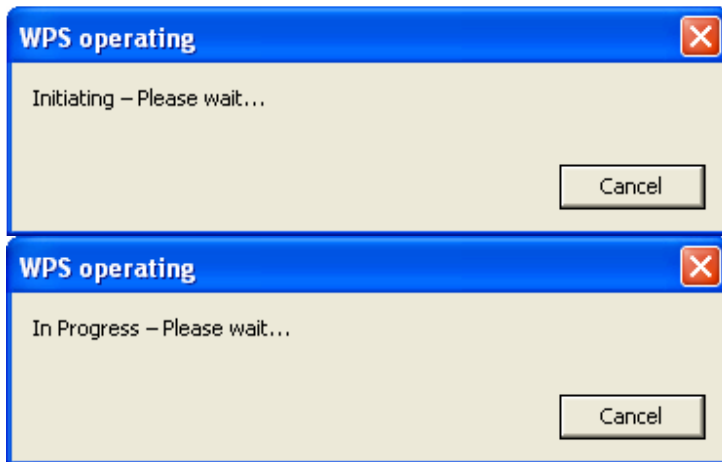 WPS operating
Initiating – Please wait...
Cancel
WPS operating
In Progress – Please wait...
Cancel